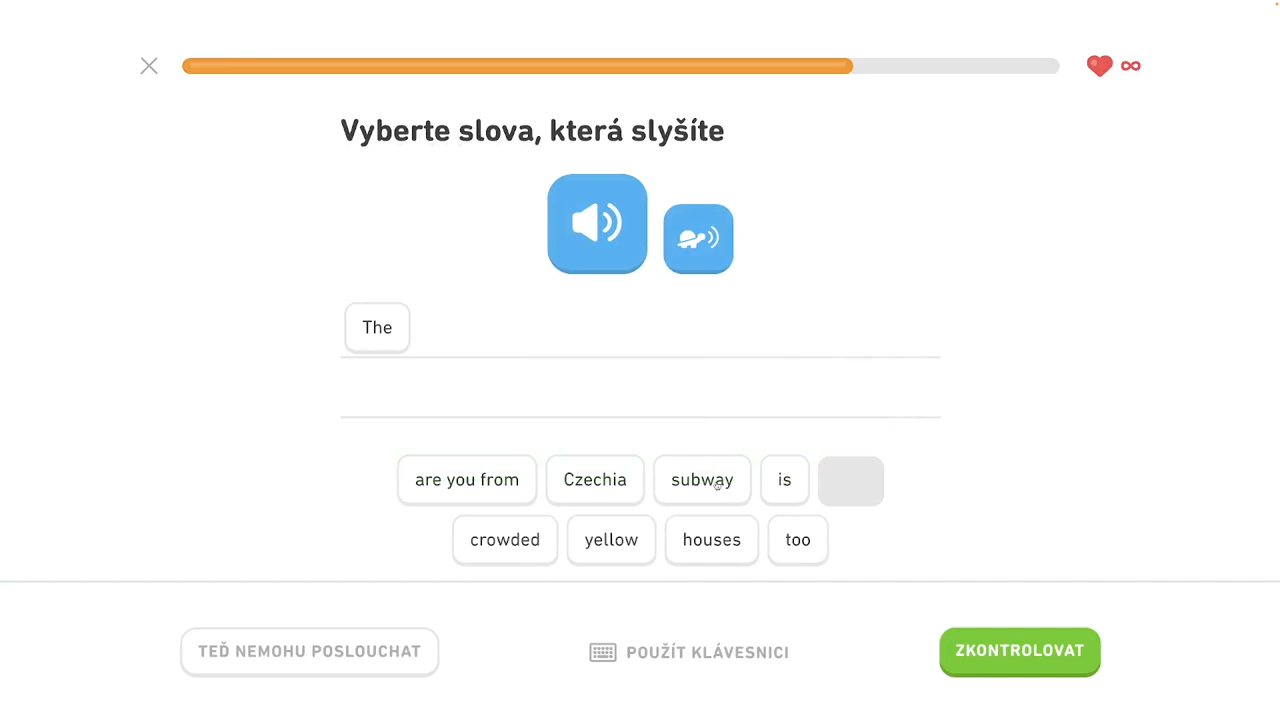 Vyberte slova, která slyšíte
The
are you from Czechia subway is
crowded yellow houses too
TEĎ NEMOHU POSLOUCHAT POUŽÍT KLÁVESNICI ZKONTROLOVAT